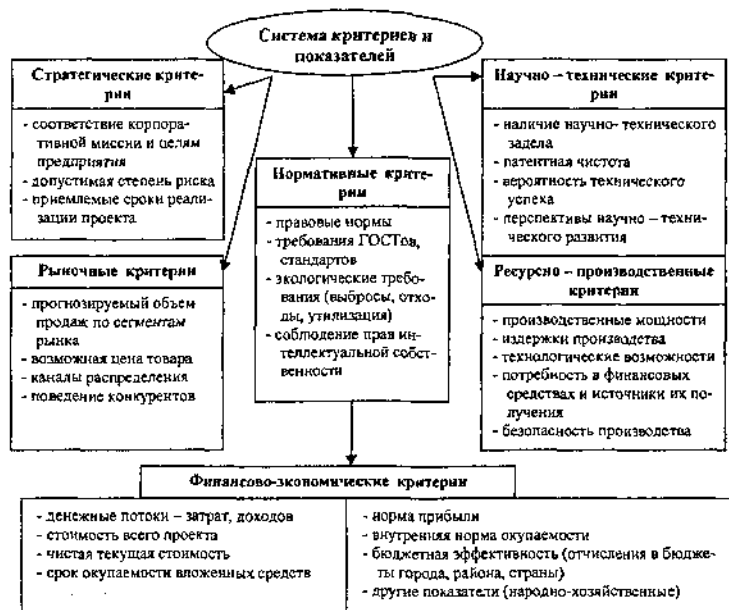 Система критериев и
показателей
Стратегические крите-
рии
- соответствие корпора-
тивной миссии и целям
предприятия
- допустимая степень риска
- приемлемые сроки реали-
зации проекта
Научно – технические крите-
рии
- наличие научно- технического
задела
- патентная чистота
- вероятность технического
успеха
- перспективы научно – техни-
ческого развития
Нормативные крите-
рии
- правовые нормы
- требования ГОСТов,
стандартов
- экологические требо-
вания (выбросы, отхо-
ды, утилизация)
- соблюдение прав ин-
теллектуальной собст-
венности
Рыночные критерии
- прогнозируемый объем
продаж по сегментам
рынка
- возможная цена товара
- каналы распределения
- поведение конкурентов
Ресурсно – производственные
критерии
- производственные мощности
- издержки производства
- технологические возможности
- потребность в финансовых
средствах и источники их по-
лучения
- безопасность производства
Финансово-экономические критерии
- денежные потоки – затрат, доходов
- стоимость всего проекта
- чистая текущая стоимость
- срок окупаемости вложенных средств
- норма прибыли
- внутренняя норма окупаемости
- бюджетная эффективность (отчисления в бюдже-
ты города, района, страны)
- другие показатели (народно-хозяйственные)